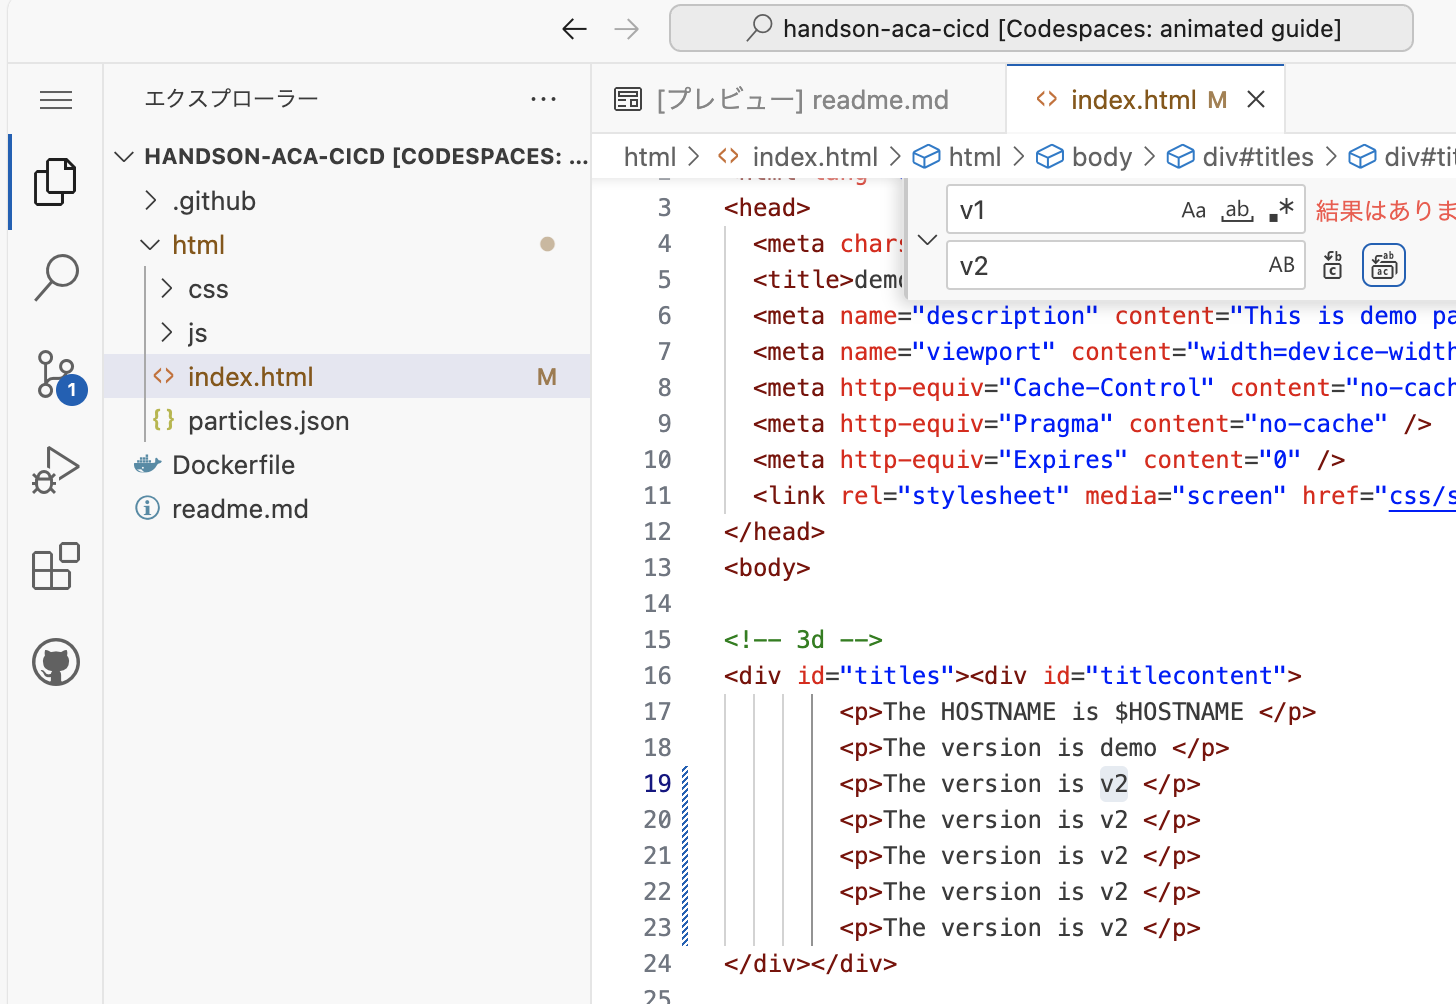 handson-aca-cicd [Codespaces: animated guide]
エクスプローラー
HANDSON-ACA-CICD [CODESPACES: ...
.github
html
css
js
index.html M
particles.json
Dockerfile
readme.md
1
[プレビュー] readme.md
index.html M
html > index.html > html > body > div#titles > div#tit
v1 Aa ab .* 結果はありま
v2 AB
3 <head>
4 <meta chars
5 <title>demo
6 <meta name="description" content="This is demo pa
7 <meta name="viewport" content="width=device-width
8 <meta http-equiv="Cache-Control" content="no-cach
9 <meta http-equiv="Pragma" content="no-cache" />
10 <meta http-equiv="Expires" content="0" />
11 <link rel="stylesheet" media="screen" href="css/s
12 </head>
13 <body>
14
15 <!-- 3d -->
16 <div id="titles"><div id="titlecontent">
17 <p>The HOSTNAME is $HOSTNAME </p>
18 <p>The version is demo </p>
19 <p>The version is v2 </p>
20 <p>The version is v2 </p>
21 <p>The version is v2 </p>
22 <p>The version is v2 </p>
23 <p>The version is v2 </p>
24 </div></div>
25